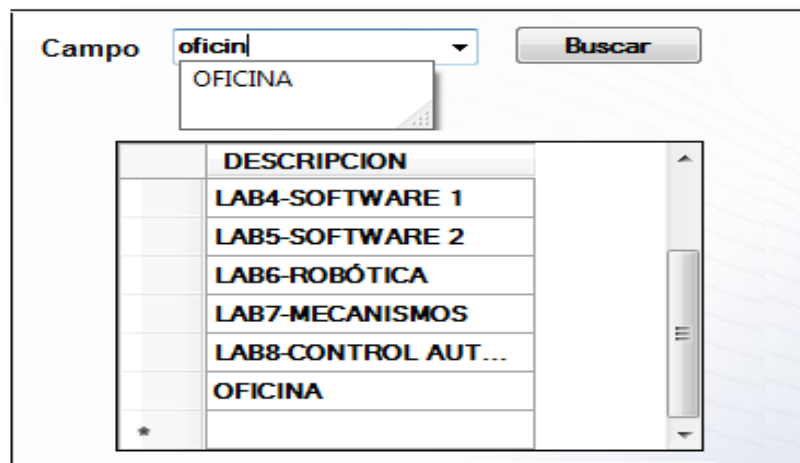 Campo oficin Buscar
OFICINA
DESCRIPCION
LAB4-SOFTWARE 1
LAB5-SOFTWARE 2
LAB6-ROBÓTICA
LAB7-MECANISMOS
LAB8-CONTROL AUT...
OFICINA
*